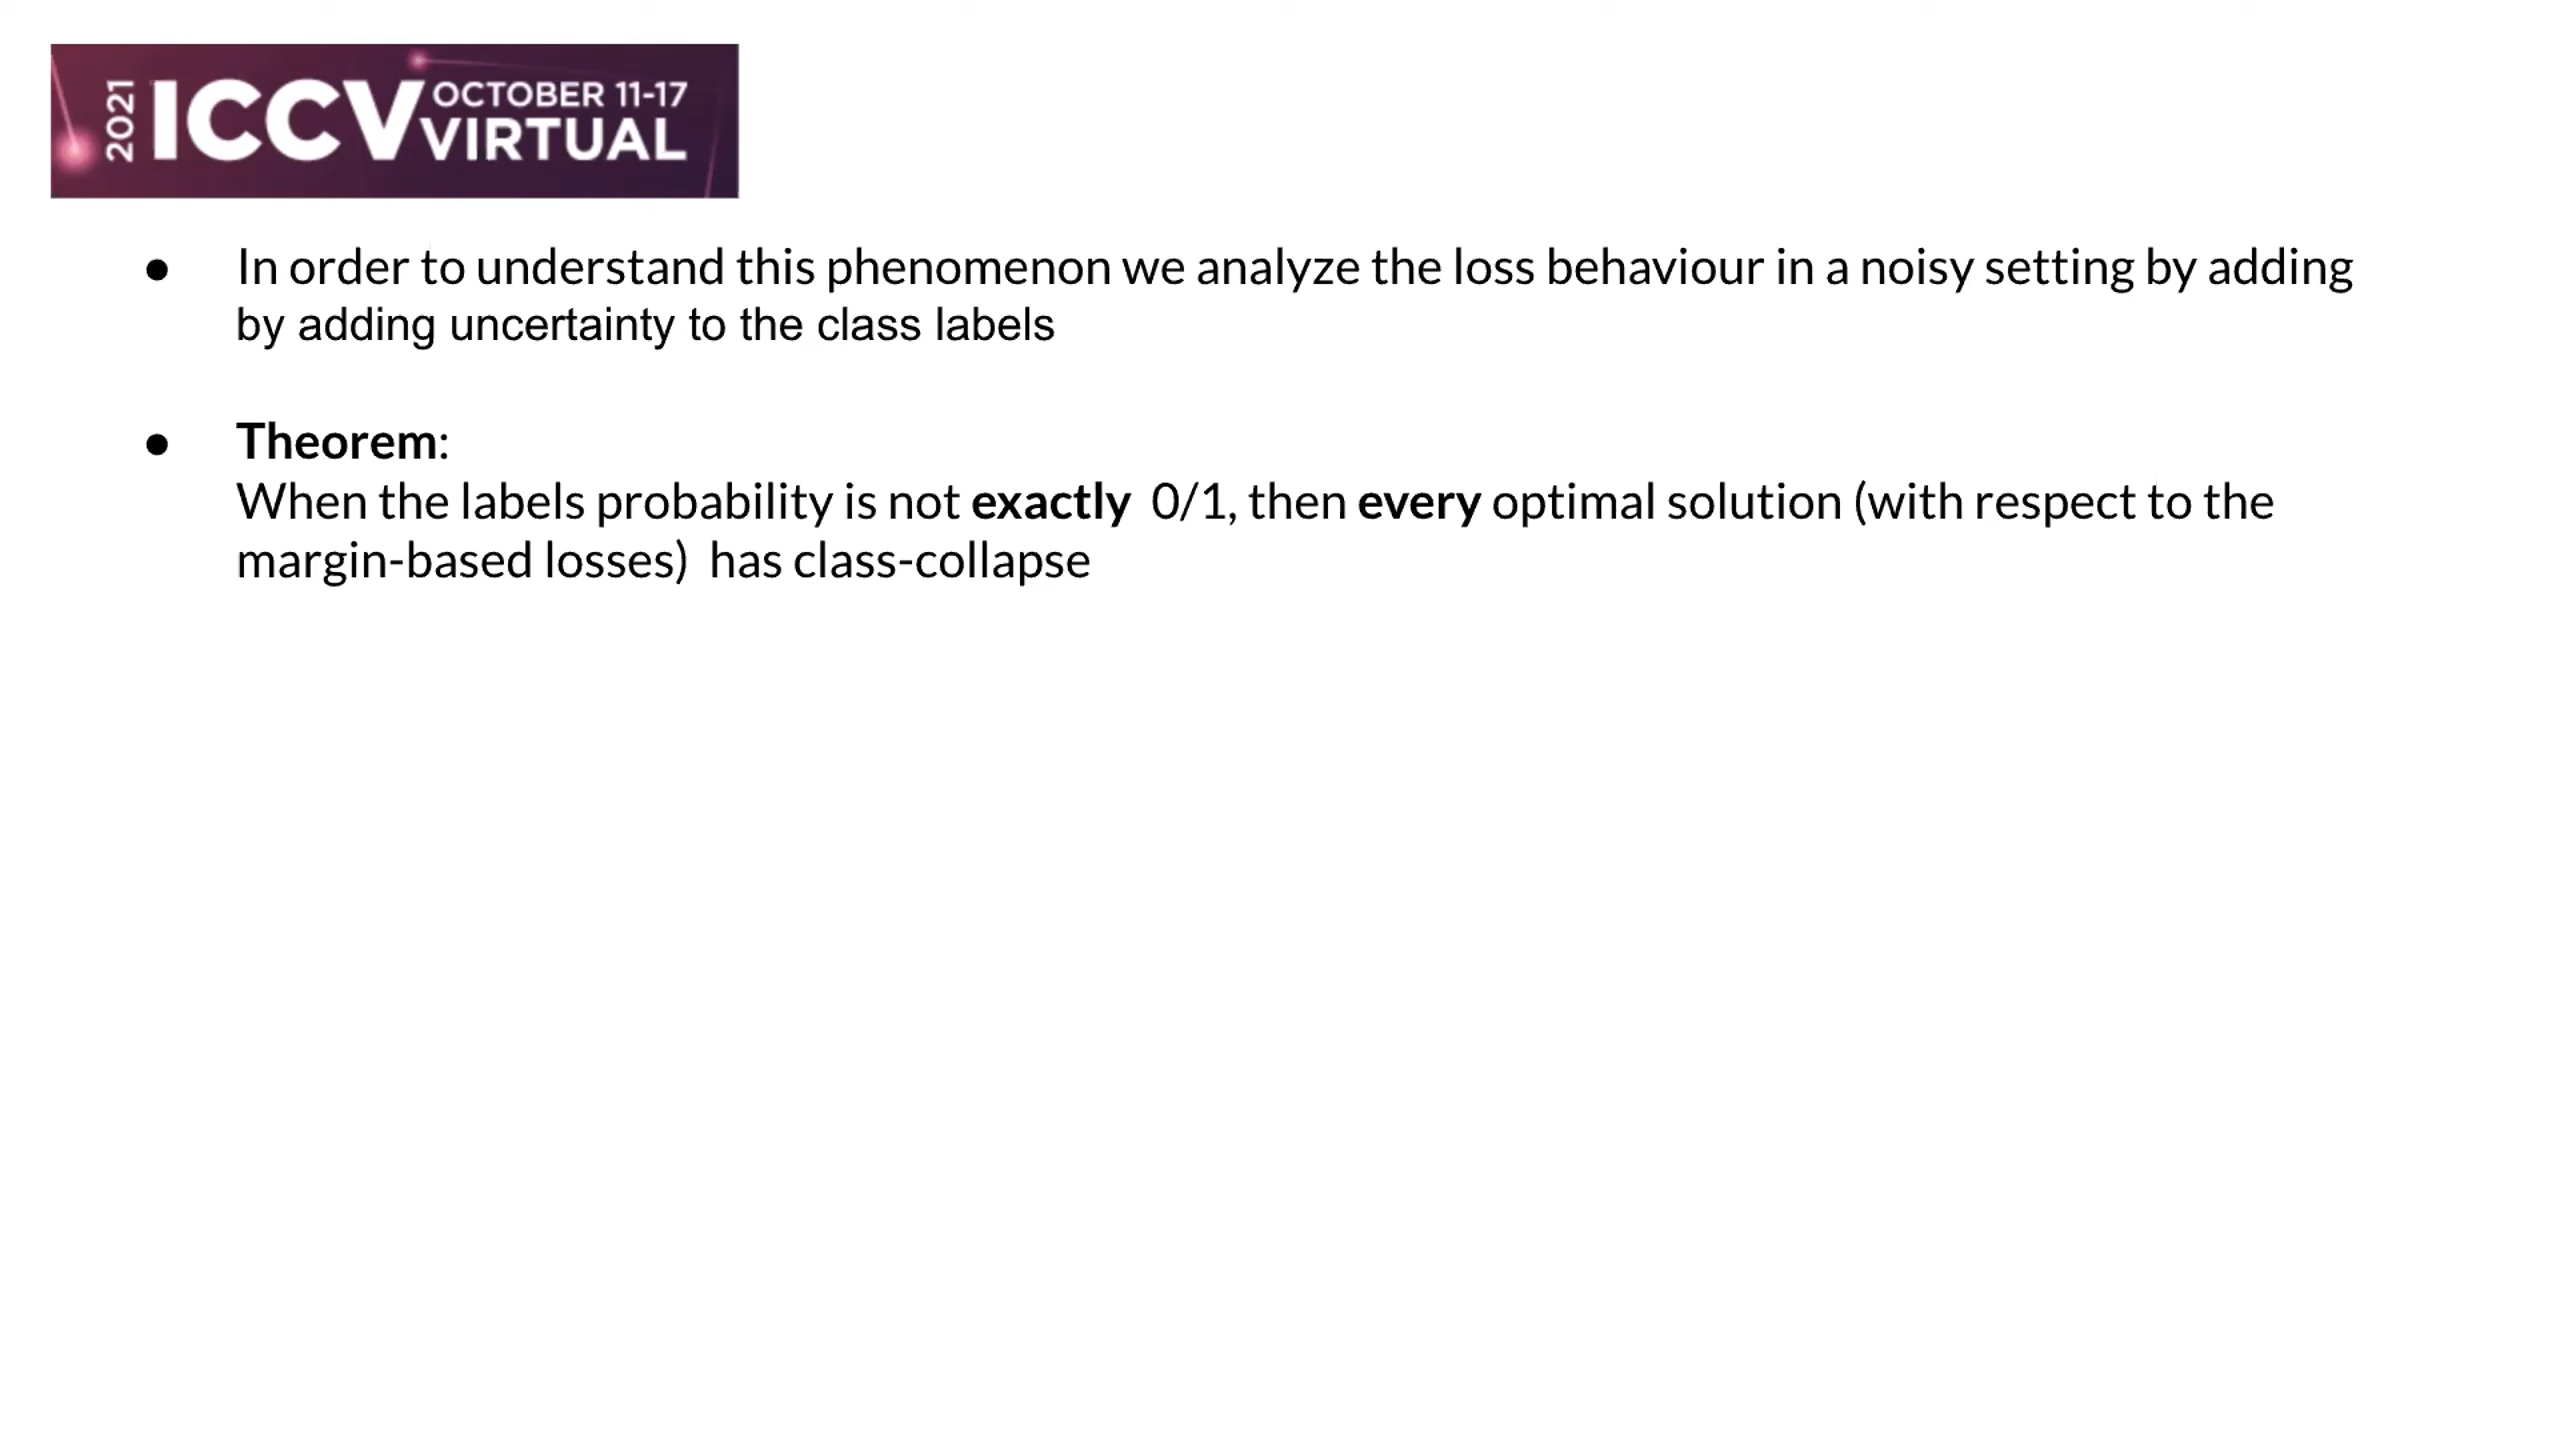 2021 ICCV OCTOBER 11-17
VIRTUAL
● In order to understand this phenomenon we analyze the loss behaviour in a noisy setting by adding
by adding uncertainty to the class labels
● Theorem:
When the labels probability is not exactly 0/1, then every optimal solution (with respect to the
margin-based losses) has class-collapse